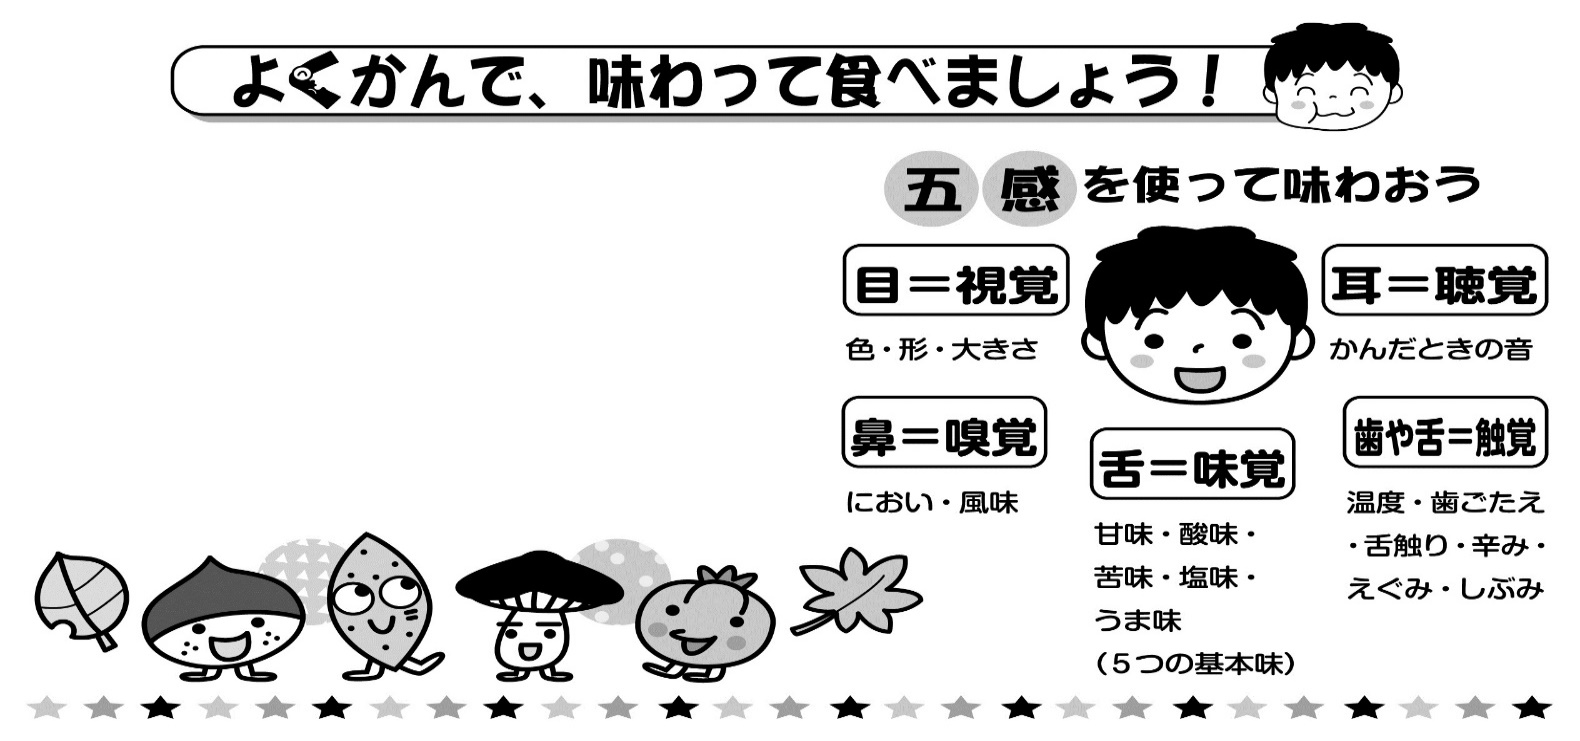 よくかんで、味わって食べましょう！
五感を使って味わおう
目＝視覚
色・形・大きさ
耳＝聴覚
かんだときの音
鼻＝嗅覚
におい・風味
舌＝味覚
甘味・酸味・
苦味・塩味・
うま味
（５つの基本味）
歯や舌＝触覚
温度・歯ごたえ
・舌触り・辛み・
えぐみ・しぶみ